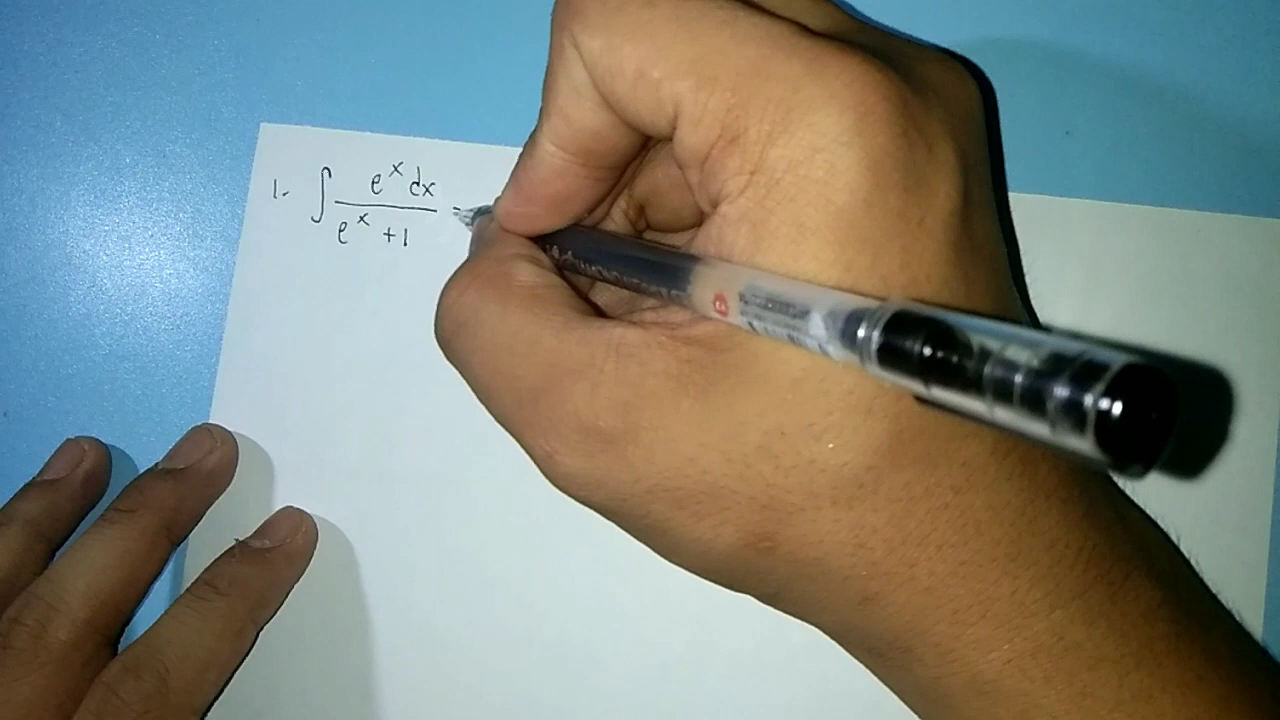 1. ∫ e^x dx / e^x + 1 =